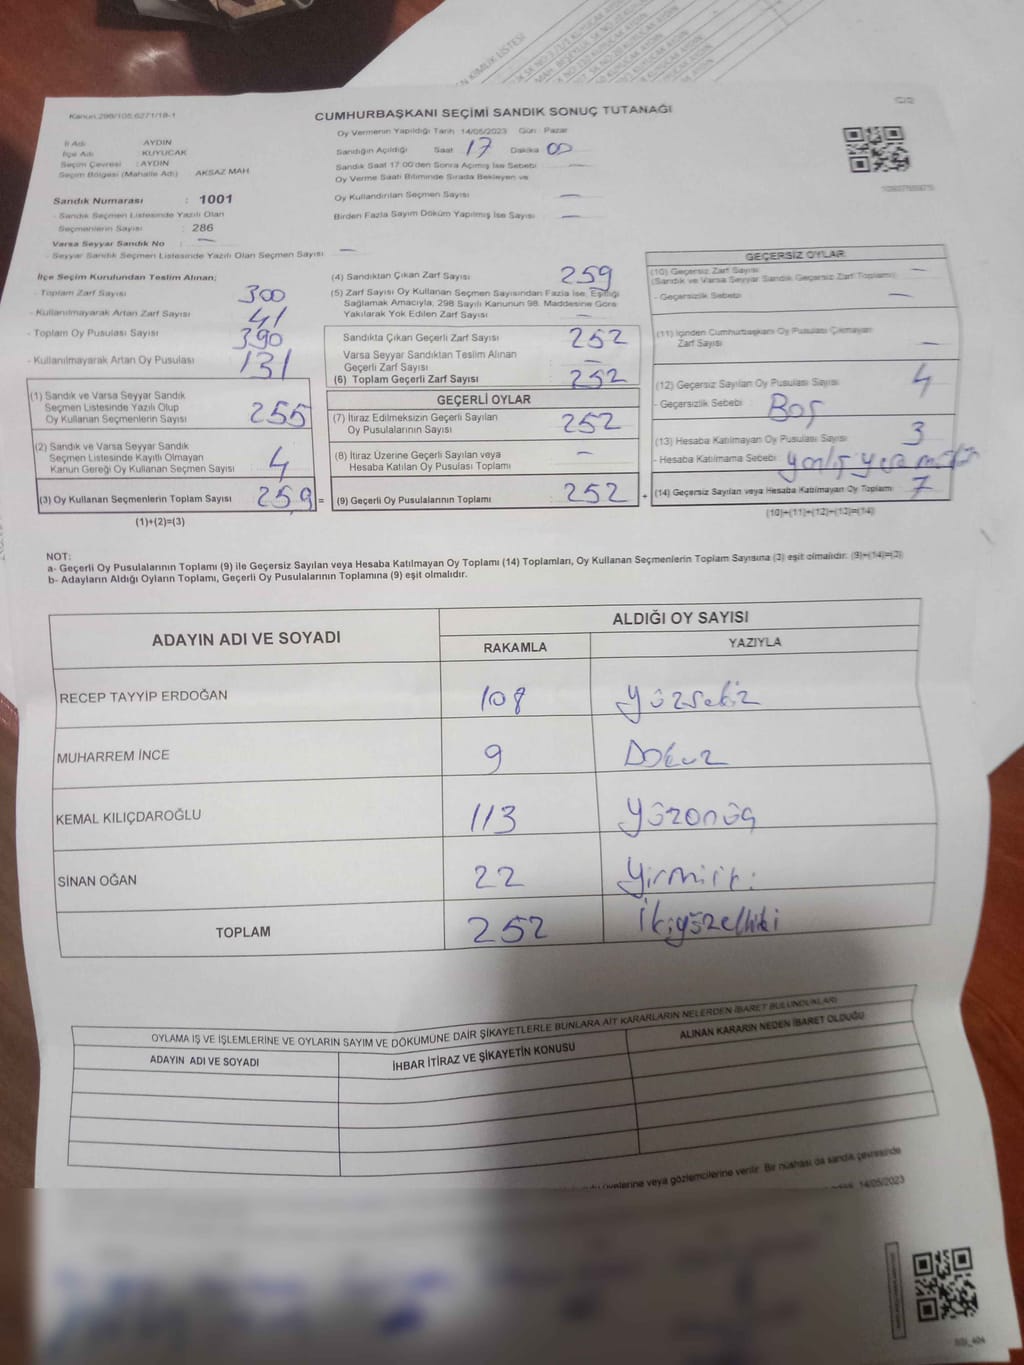 EN KİMLİK LİSTESİ
Kanun.298/105,6271/18-1
C/2
CUMHURBAŞKANI SEÇİMİ SANDIK SONUÇ TUTANAĞI
Oy Vermenin Yapıldığı Tarih 14/05/2023 Gün : Pazar
İl Adı AYDIN
İlçe Adı KUYUCAK
Seçim Çevresi : AYDIN
Seçim Bölgesi (Mahalle Adı) AKSAZ MAH
Sandığın Açıldığı Saat 17 Dakika 00
Sandık Saat 17:00'den Sonra Açılmış İse Sebebi —
Oy Verme Saati Bitiminde Sırada Bekleyen ve
Oy Kullandırılan Seçmen Sayısı —
Birden Fazla Sayım Döküm Yapılmış İse Sayısı —
Sandık Numarası : 1001
- Sandık Seçmen Listesinde Yazılı Olan
Seçmenlerin Sayısı : 286
Varsa Seyyar Sandık No : —
- Seyyar Sandık Seçmen Listesinde Yazılı Olan Seçmen Sayısı —
İlçe Seçim Kurulundan Teslim Alınan;
- Toplam Zarf Sayısı 300
- Kullanılmayarak Artan Zarf Sayısı 41
- Toplam Oy Pusulası Sayısı 390
- Kullanılmayarak Artan Oy Pusulası 131
(1) Sandık ve Varsa Seyyar Sandık
Seçmen Listesinde Yazılı Olup
Oy Kullanan Seçmenlerin Sayısı 255
(2) Sandık ve Varsa Seyyar Sandık
Seçmen Listesinde Kayıtlı Olmayan
Kanun Gereği Oy Kullanan Seçmen Sayısı 4
(3) Oy Kullanan Seçmenlerin Toplam Sayısı 259 =
(1)+(2)=(3)
(4) Sandıktan Çıkan Zarf Sayısı 259
(5) Zarf Sayısı Oy Kullanan Seçmen Sayısından Fazla İse, Eşitliği
Sağlamak Amacıyla, 298 Sayılı Kanunun 98. Maddesine Göre
Yakılarak Yok Edilen Zarf Sayısı —
Sandıkta Çıkan Geçerli Zarf Sayısı 252
Varsa Seyyar Sandıktan Teslim Alınan
Geçerli Zarf Sayısı —
(6) Toplam Geçerli Zarf Sayısı 252
GEÇERLİ OYLAR
(7) İtiraz Edilmeksizin Geçerli Sayılan
Oy Pusulalarının Sayısı 252
(8) İtiraz Üzerine Geçerli Sayılan veya
Hesaba Katılan Oy Pusulası Toplamı —
(9) Geçerli Oy Pusulalarının Toplamı 252 +
GEÇERSİZ OYLAR
(10) Geçersiz Zarf Sayısı —
(Sandık ve Varsa Seyyar Sandık Geçersiz Zarf Toplamı)
- Geçersizlik Sebebi : —
(11) İçinden Cumhurbaşkanı Oy Pusulası Çıkmayan
Zarf Sayısı —
(12) Geçersiz Sayılan Oy Pusulası Sayısı 4
- Geçersizlik Sebebi : Boş
(13) Hesaba Katılmayan Oy Pusulası Sayısı 3
- Hesaba Katılmama Sebebi : yanlış yere
(14) Geçersiz Sayılan veya Hesaba Katılmayan Oy Toplamı 7
(10)+(11)+(12)+(13)=(14)
NOT:
a- Geçerli Oy Pusulalarının Toplamı (9) ile Geçersiz Sayılan veya Hesaba Katılmayan Oy Toplamı (14) Toplamları, Oy Kullanan Seçmenlerin Toplam Sayısına (3) eşit olmalıdır. (9)+(14)=(3)
b- Adayların Aldığı Oyların Toplamı, Geçerli Oy Pusulalarının Toplamına (9) eşit olmalıdır.
ADAYIN ADI VE SOYADI
ALDIĞI OY SAYISI
RAKAMLA YAZIYLA
RECEP TAYYİP ERDOĞAN 108 Yüzsekiz
MUHARREM İNCE 9 Dokuz
KEMAL KILIÇDAROĞLU 113 Yüzonüç
SİNAN OĞAN 22 Yirmiiki
TOPLAM 252 İkiyüzelliiki
OYLAMA İŞ VE İŞLEMLERİNE VE OYLARIN SAYIM VE DÖKÜMÜNE DAİR ŞİKAYETLERLE BUNLARA AİT KARARLARIN NELERDEN İBARET BULUNDUKLARI
ADAYIN ADI VE SOYADI İHBAR İTİRAZ VE ŞİKAYETİN KONUSU ALINAN KARARIN NEDEN İBARET OLDUĞU
üyelerine veya gözlemcilerine verilir. Bir nüshası da sandık çevresinde
14/05/2023